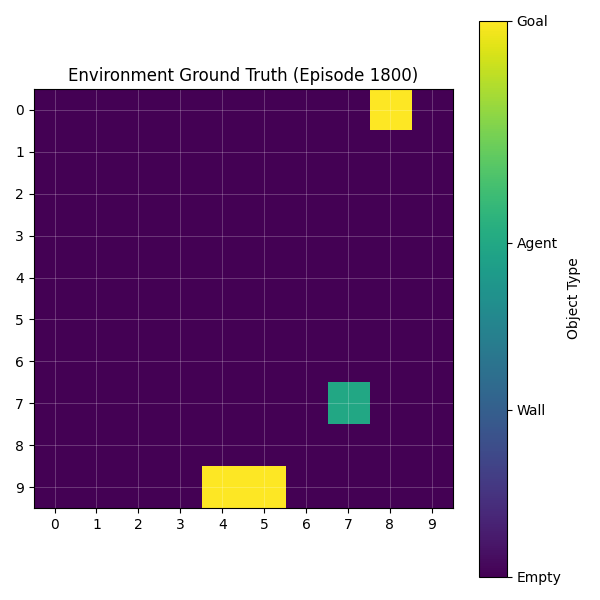 Environment Ground Truth (Episode 1800)
0
1
2
3
4
5
6
7
8
9
0 1 2 3 4 5 6 7 8 9
Goal
Agent
Wall
Empty
Object Type